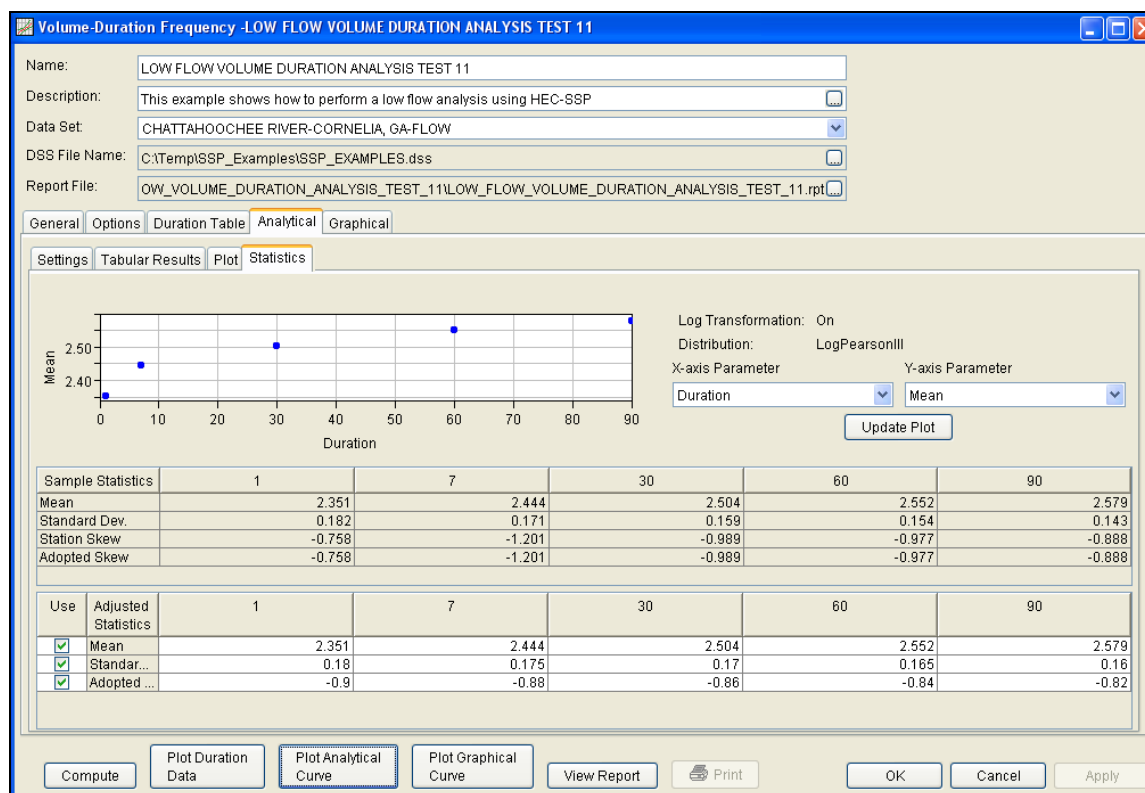 Volume-Duration Frequency -LOW FLOW VOLUME DURATION ANALYSIS TEST 11
Name: LOW FLOW VOLUME DURATION ANALYSIS TEST 11
Description: This example shows how to perform a low flow analysis using HEC-SSP ...
Data Set: CHATTAHOOCHEE RIVER-CORNELIA, GA-FLOW
DSS File Name: C:\Temp\SSP_Examples\SSP_EXAMPLES.dss ...
Report File: OW_VOLUME_DURATION_ANALYSIS_TEST_11\LOW_FLOW_VOLUME_DURATION_ANALYSIS_TEST_11.rpt ...
General Options Duration Table Analytical Graphical
Settings Tabular Results Plot Statistics
Mean
2.50
2.40
0 10 20 30 40 50 60 70 80 90
Duration
Log Transformation: On
Distribution: LogPearsonIII
X-axis Parameter Y-axis Parameter
Duration Mean
Update Plot
Sample Statistics 1 7 30 60 90
Mean 2.351 2.444 2.504 2.552 2.579
Standard Dev. 0.182 0.171 0.159 0.154 0.143
Station Skew -0.758 -1.201 -0.989 -0.977 -0.888
Adopted Skew -0.758 -1.201 -0.989 -0.977 -0.888
Use Adjusted Statistics 1 7 30 60 90
Mean 2.351 2.444 2.504 2.552 2.579
Standar... 0.18 0.175 0.17 0.165 0.16
Adopted ... -0.9 -0.88 -0.86 -0.84 -0.82
Compute Plot Duration Data Plot Analytical Curve Plot Graphical Curve View Report Print OK Cancel Apply